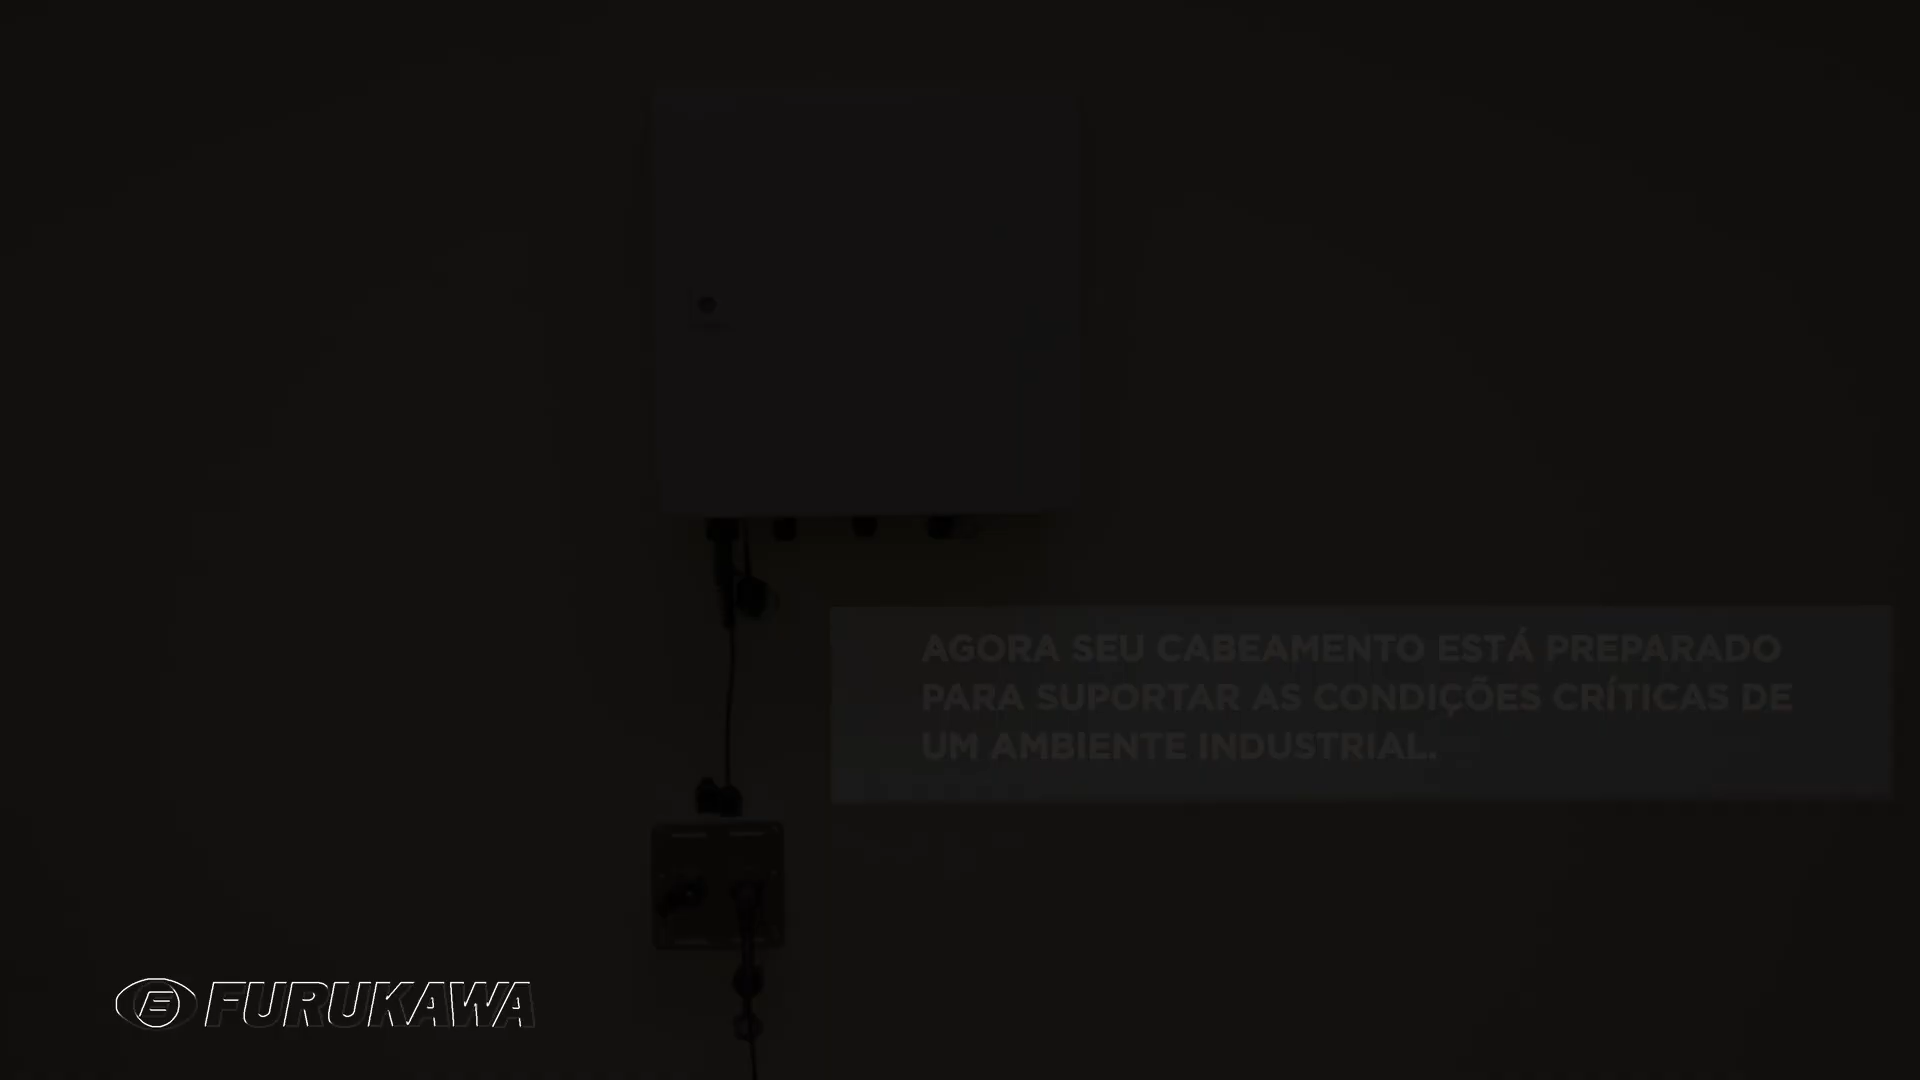 AGORA SEU CABEAMENTO ESTÁ PREPARADO
PARA SUPORTAR AS CONDIÇÕES CRÍTICAS DE
UM AMBIENTE INDUSTRIAL.
FURUKAWA